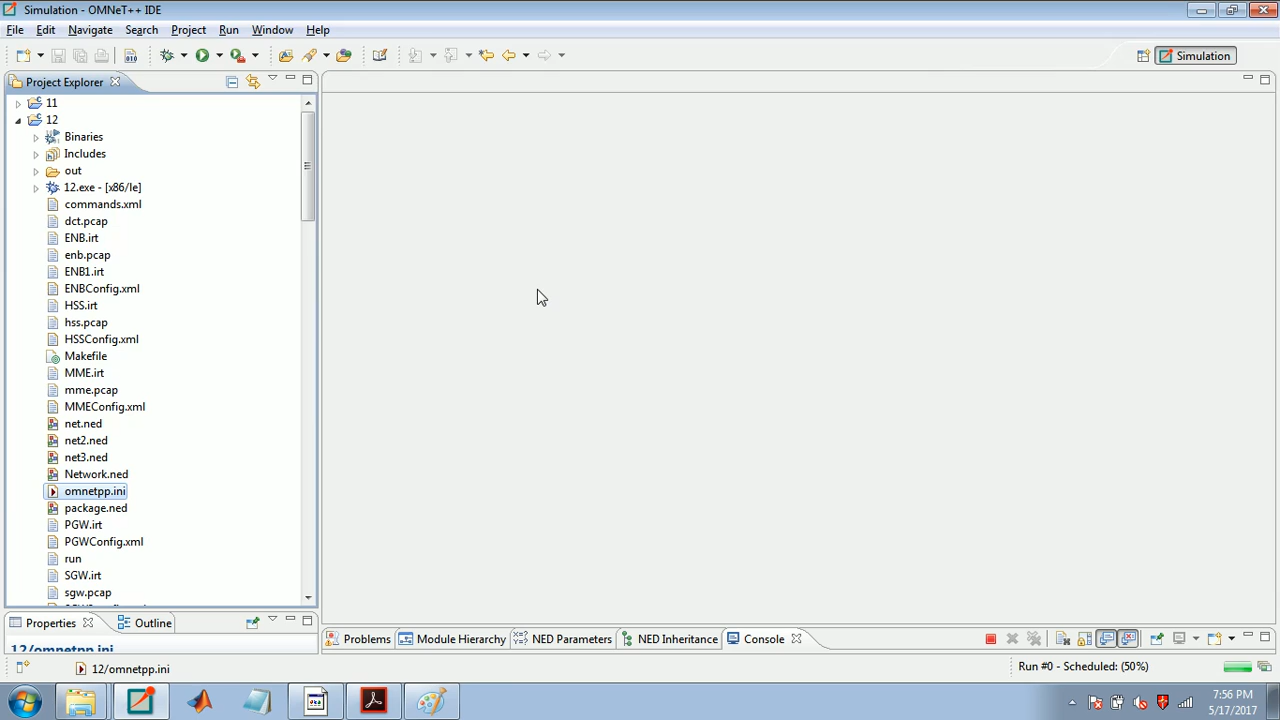 Simulation - OMNeT++ IDE
File Edit Navigate Search Project Run Window Help
Simulation
Project Explorer
11
12
Binaries
Includes
out
12.exe - [x86/le]
commands.xml
dct.pcap
ENB.irt
enb.pcap
ENB1.irt
ENBConfig.xml
HSS.irt
hss.pcap
HSSConfig.xml
Makefile
MME.irt
mme.pcap
MMEConfig.xml
net.ned
net2.ned
net3.ned
Network.ned
omnetpp.ini
package.ned
PGW.irt
PGWConfig.xml
run
SGW.irt
sgw.pcap
Properties Outline
12/omnetpp.ini
Problems Module Hierarchy NED Parameters NED Inheritance Console
12/omnetpp.ini
Run #0 - Scheduled: (50%)
7:56 PM
5/17/2017